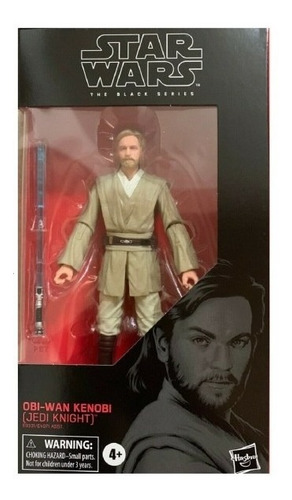 STAR
WARS
THE BLACK SERIES
OBI-WAN KENOBI
(JEDI KNIGHT)
WARNING:
CHOKING HAZARD–Small parts.
Not for children under 3 years.
4+
Hasbro